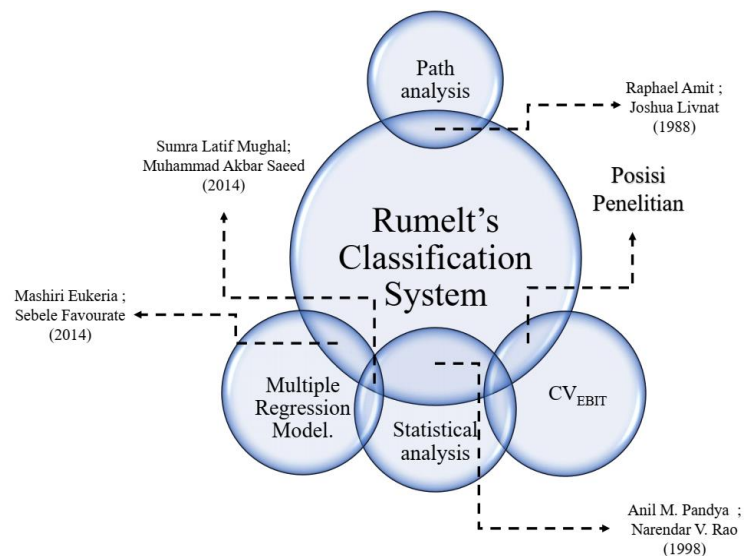 Path
analysis
Raphael Amit ;
Joshua Livnat
(1988)
Sumra Latif Mughal;
Muhammad Akbar Saeed
(2014)
Posisi
Penelitian
Rumelt's
Classification
System
Mashiri Eukeria ;
Sebele Favourate
(2014)
Multiple
Regression
Model.
Statistical
analysis
CVEBIT
Anil M. Pandya ;
Narendar V. Rao
(1998)